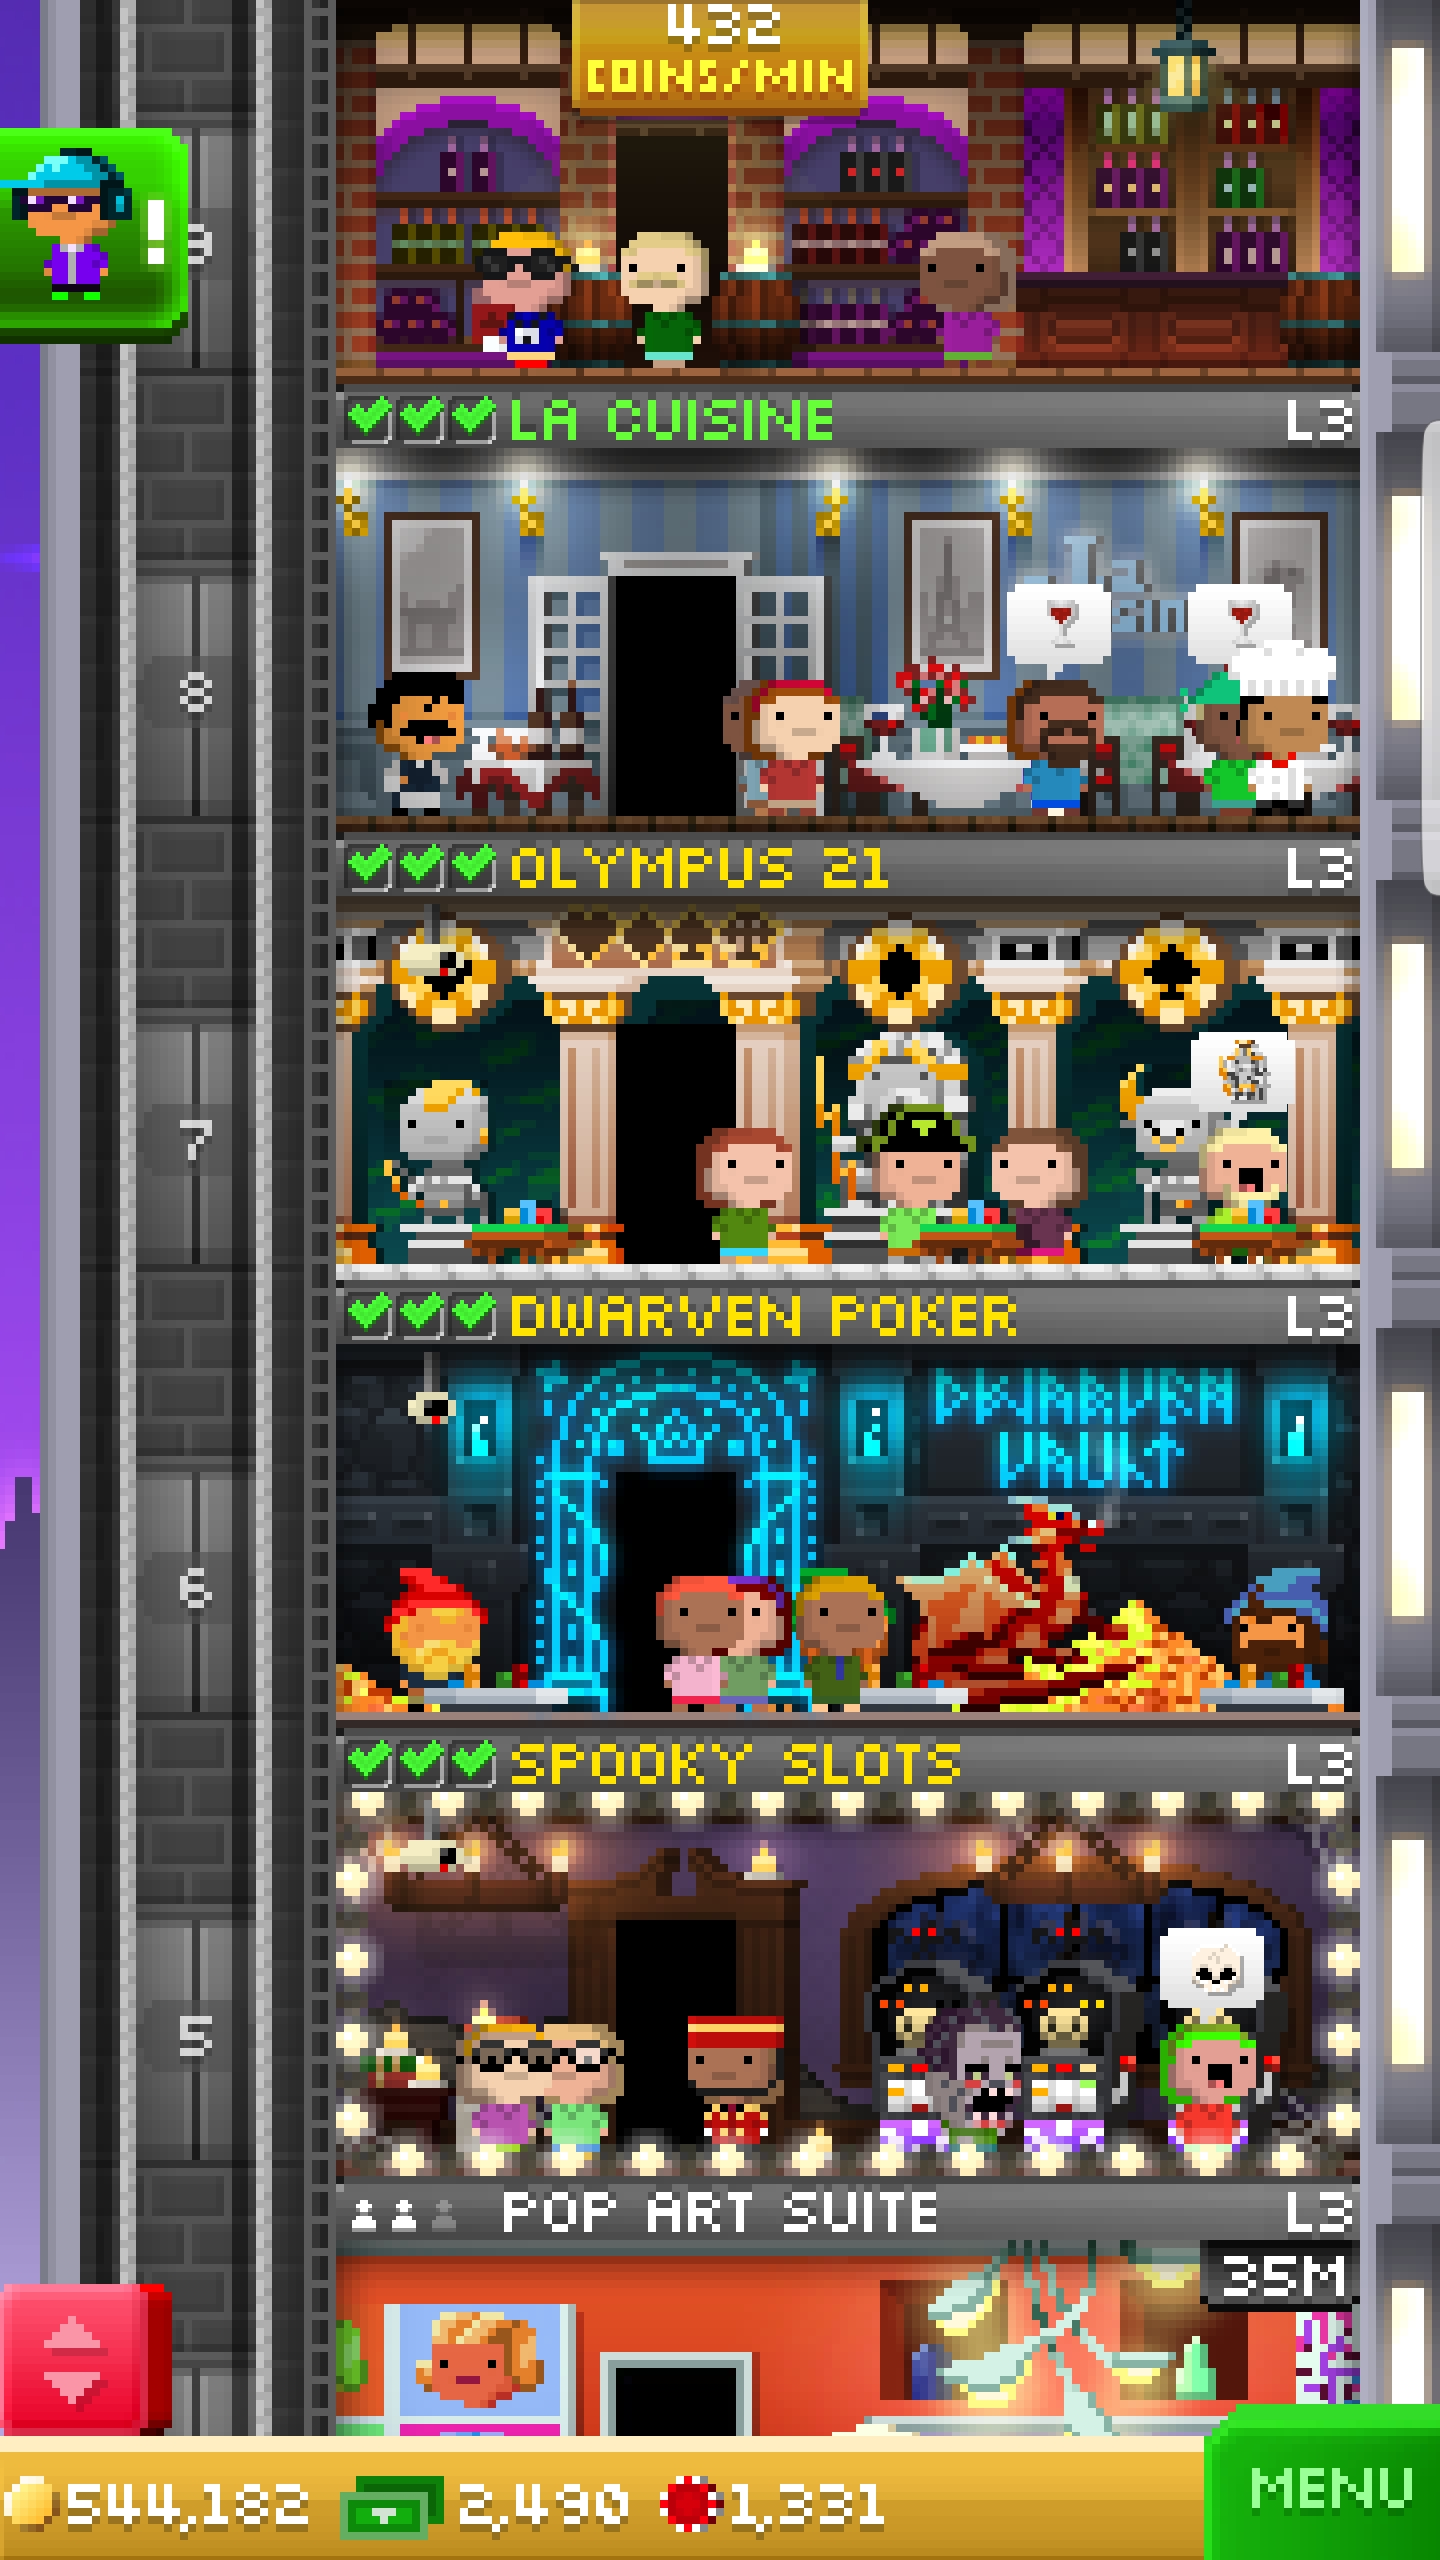 432
COINS/MIN
!
9
LA CUISINE L3
8
OLYMPUS 21 L3
7
DWARVEN POKER L3
DWARVEN
VAULT
6
SPOOKY SLOTS L3
5
POP ART SUITE L3
35M
544,182 2,490 1,331
MENU